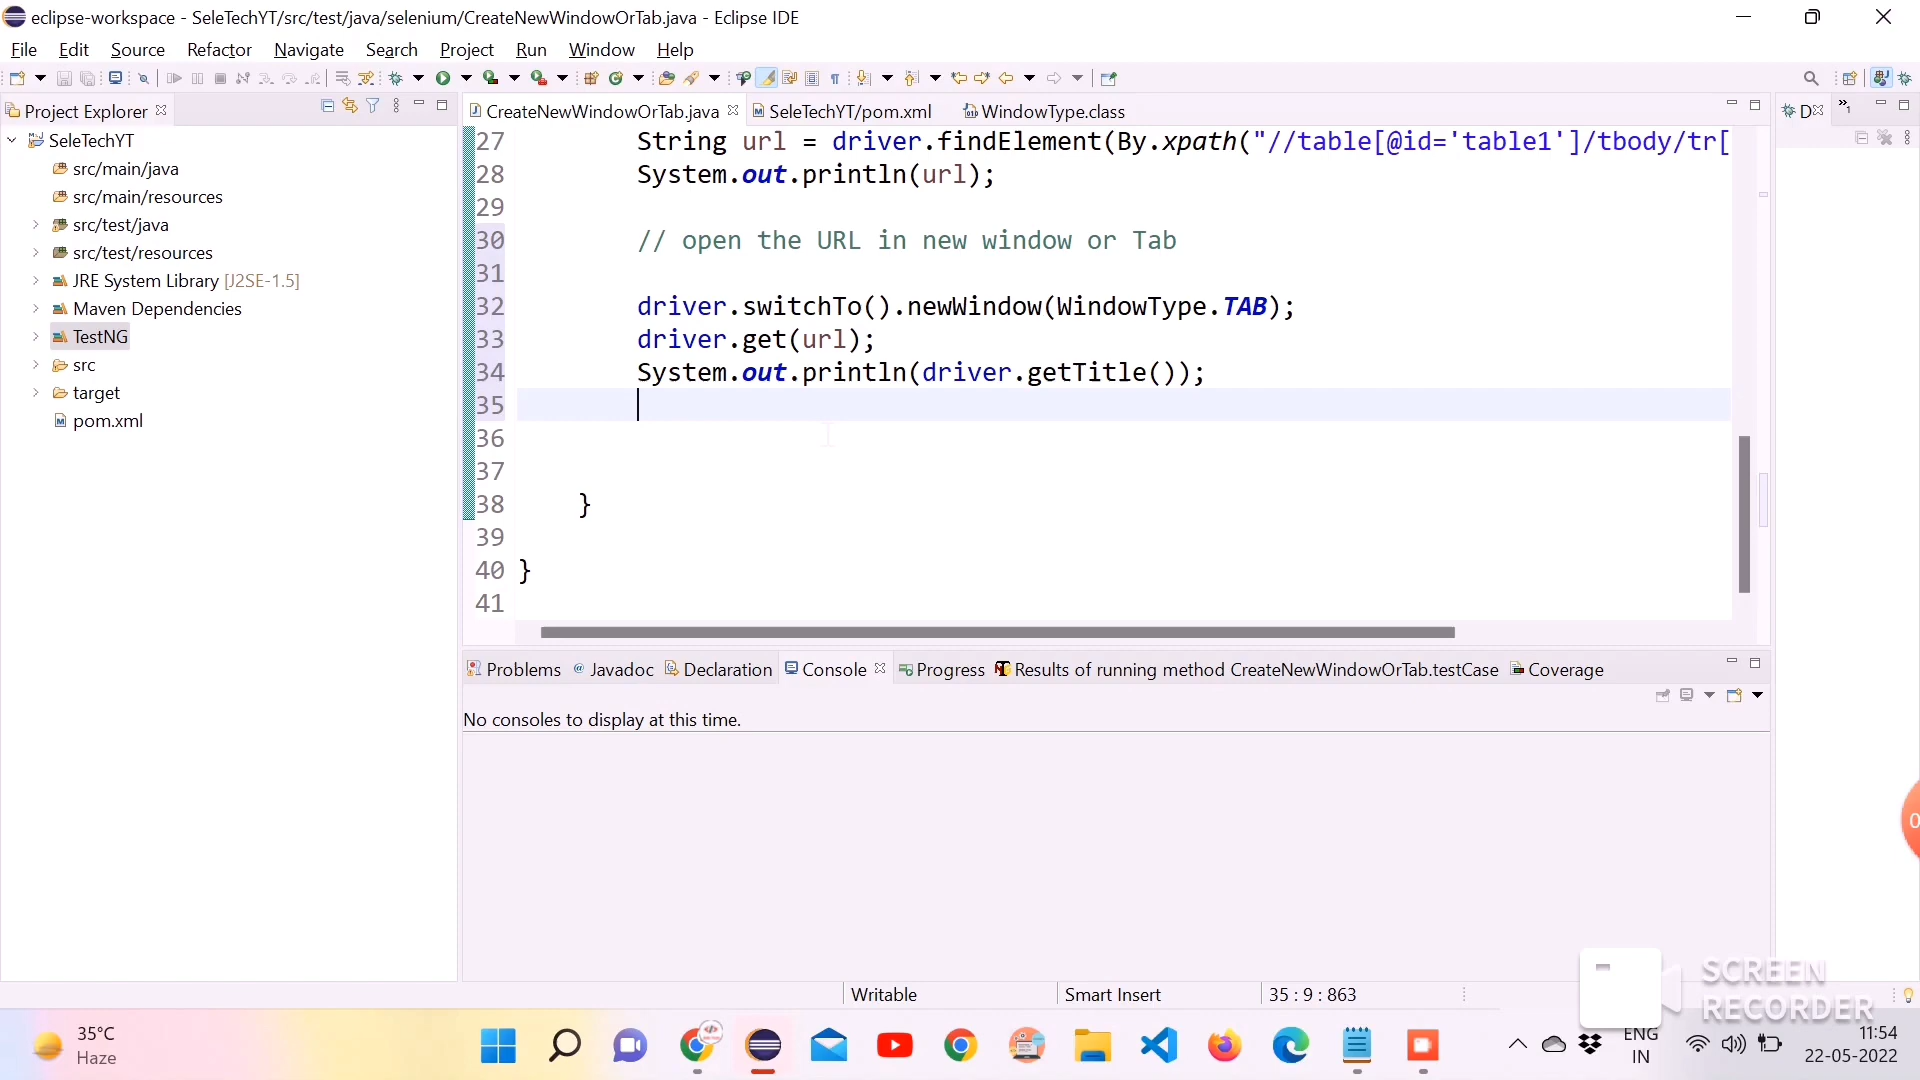 eclipse-workspace - SeleTechYT/src/test/java/selenium/CreateNewWindowOrTab.java - Eclipse IDE
File Edit Source Refactor Navigate Search Project Run Window Help
Project Explorer
CreateNewWindowOrTab.java SeleTechYT/pom.xml WindowType.class
D
»1
SeleTechYT
src/main/java
src/main/resources
src/test/java
src/test/resources
JRE System Library [J2SE-1.5]
Maven Dependencies
TestNG
src
target
pom.xml
27 String url = driver.findElement(By.xpath("//table[@id='table1']/tbody/tr[
28 System.out.println(url);
29
30 // open the URL in new window or Tab
31
32 driver.switchTo().newWindow(WindowType.TAB);
33 driver.get(url);
34 System.out.println(driver.getTitle());
35
36
37
38 }
39
40 }
41
Problems Javadoc Declaration Console Progress Results of running method CreateNewWindowOrTab.testCase Coverage
No consoles to display at this time.
Writable Smart Insert 35 : 9 : 863
SCREEN
RECORDER
0
35°C
Haze
ENG
IN
11:54
22-05-2022